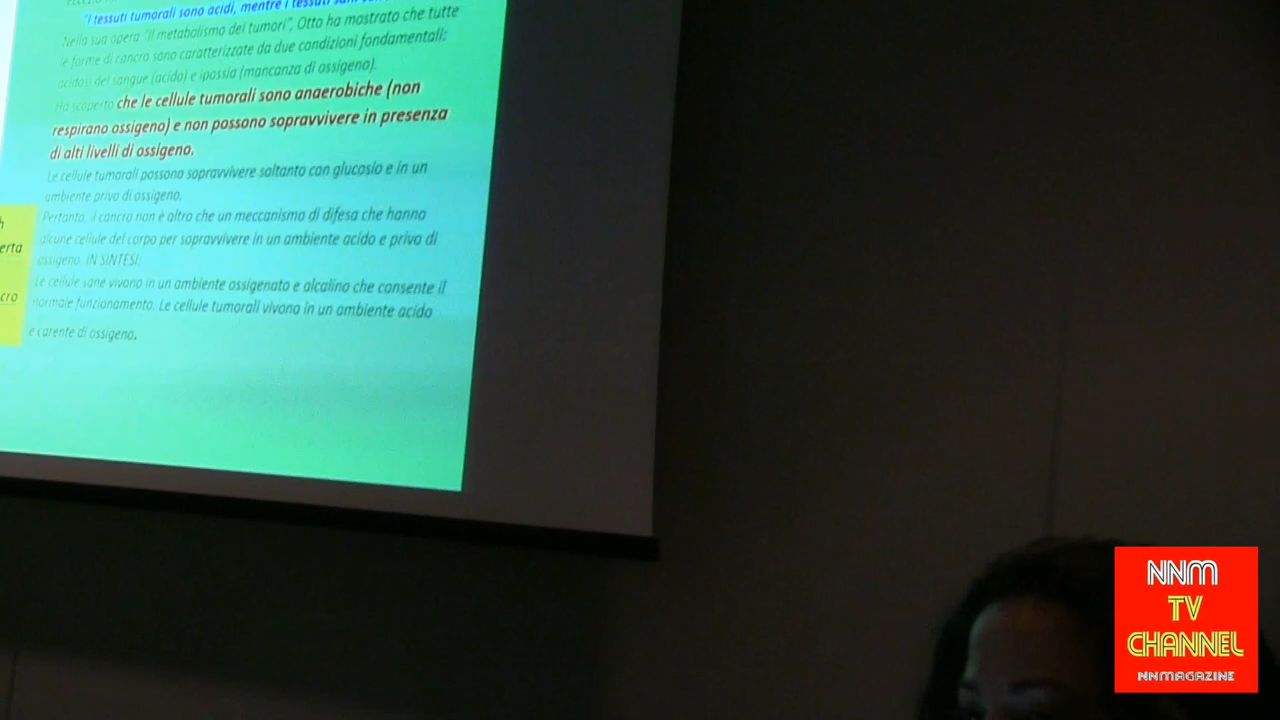 "I tessuti tumorali sono acidi, mentre i tessuti sani
Nella sua opera "Il metabolismo dei tumori", Otto ha mostrato che tutte
le forme di cancro sono caratterizzate da due condizioni fondamentali:
acidosi del sangue (acido) e ipossia (mancanza di ossigeno).
Ha scoperto che le cellule tumorali sono anaerobiche (non
respirano ossigeno) e non possono sopravvivere in presenza
di alti livelli di ossigeno.
Le cellule tumorali possono sopravvivere soltanto con glucosio e in un
ambiente privo di ossigeno.
Pertanto, il cancro non è altro che un meccanismo di difesa che hanno
alcune cellule del corpo per sopravvivere in un ambiente acido e privo di
ossigeno. IN SINTESI:
Le cellule sane vivono in un ambiente ossigenato e alcalino che consente il
normale funzionamento. Le cellule tumorali vivono in un ambiente acido
e carente di ossigeno.
h
erta
cro
NNM
TV
CHANNEL
NNMAGAZINE